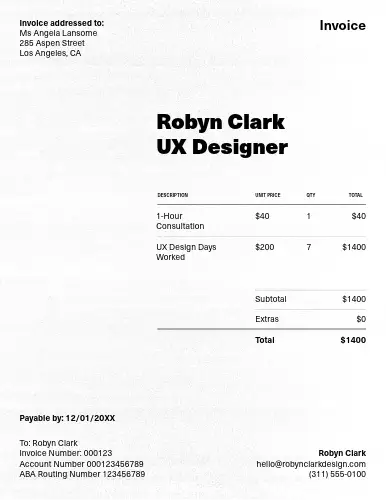 Invoice addressed to:
Ms Angela Lansome
285 Aspen Street
Los Angeles, CA
Invoice
Robyn Clark
UX Designer
DESCRIPTION UNIT PRICE QTY TOTAL
1-Hour Consultation $40 1 $40
UX Design Days Worked $200 7 $1400
Subtotal $1400
Extras $0
Total $1400
Payable by: 12/01/20XX
To: Robyn Clark
Invoice Number: 000123
Account Number 000123456789
ABA Routing Number 123456789
Robyn Clark
hello@robynclarkdesign.com
(311) 555-0100